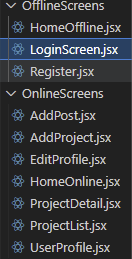 OfflineScreens
HomeOffline.jsx
LoginScreen.jsx
Register.jsx
OnlineScreens
AddPost.jsx
AddProject.jsx
EditProfile.jsx
HomeOnline.jsx
ProjectDetail.jsx
ProjectList.jsx
UserProfile.jsx